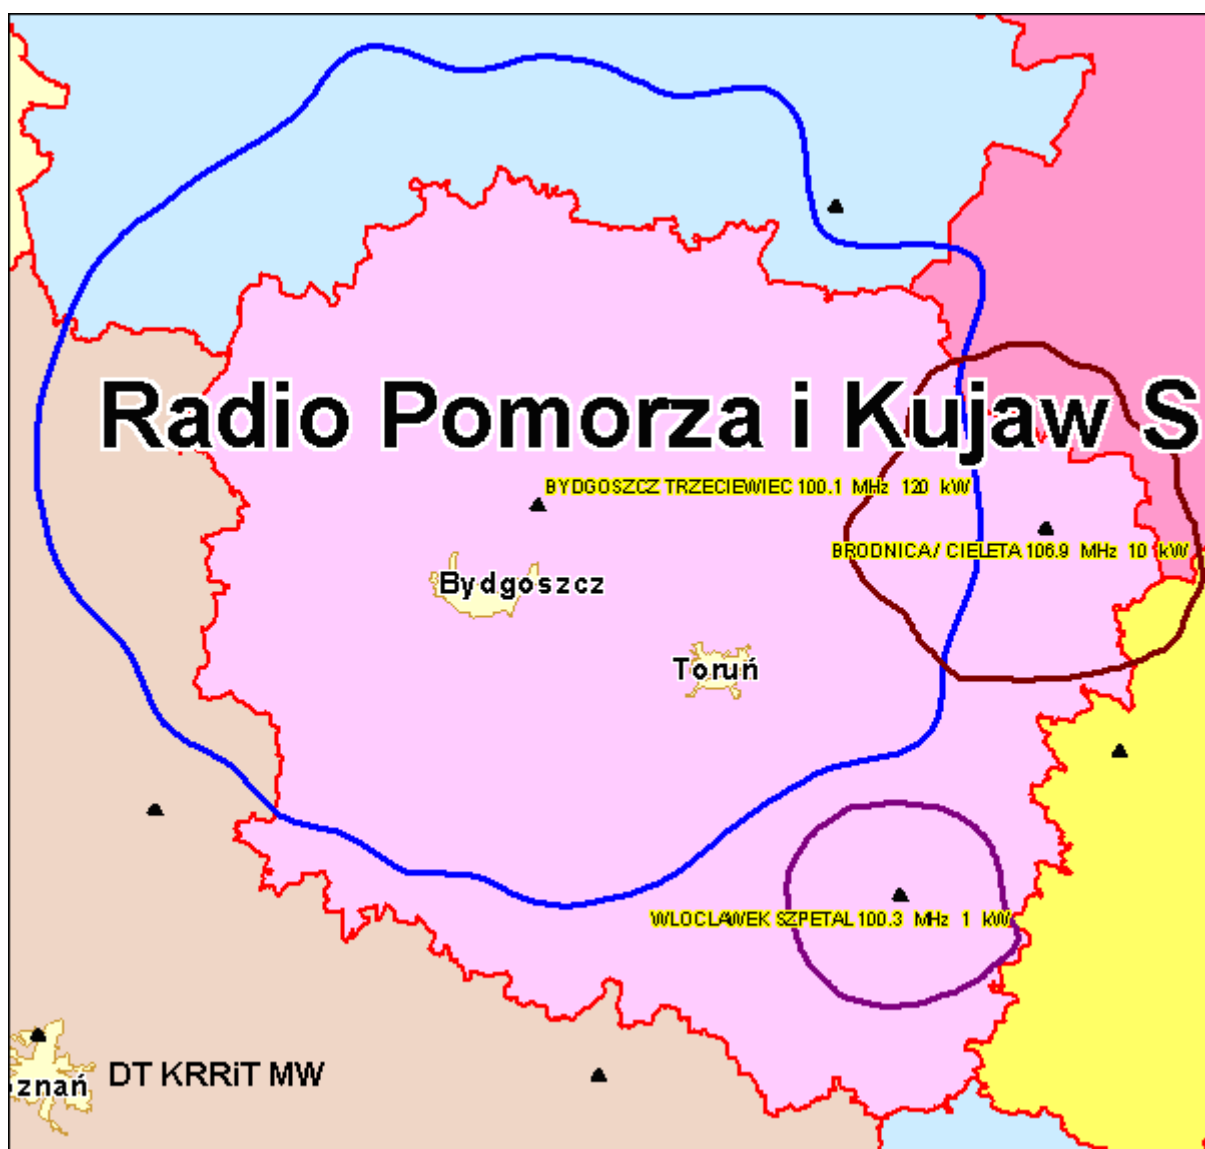 Radio Pomorza i Kujaw S
BYDGOSZCZ TRZECIEWIEC 100.1 MHz 120 kW
BRODNICA / CIELETA 106.9 MHz 10 kW
Bydgoszcz
Toruń
WLOCLAWEK SZPETAL 100.3 MHz 1 kW
DT KRRiT MW
oznań